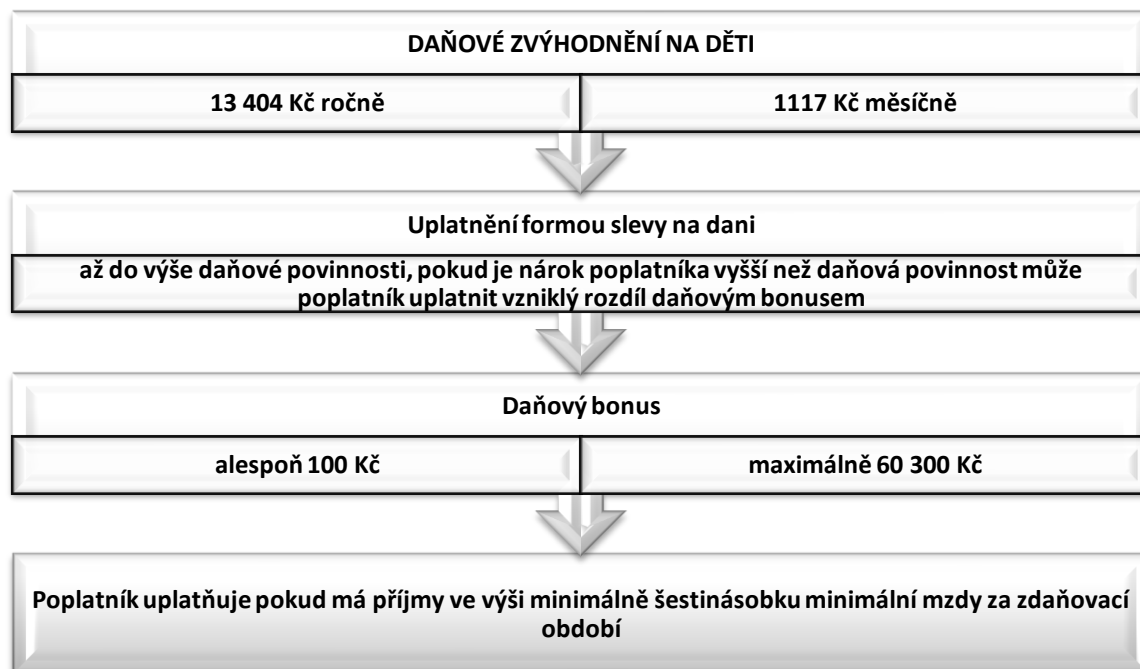 DAŇOVÉ ZVÝHODNĚNÍ NA DĚTI
13 404 Kč ročně
1117 Kč měsíčně
Uplatnění formou slevy na dani
až do výše daňové povinnosti, pokud je nárok poplatníka vyšší než daňová povinnost může
poplatník uplatnit vzniklý rozdíl daňovým bonusem
Daňový bonus
alespoň 100 Kč
maximálně 60 300 Kč
Poplatník uplatňuje pokud má příjmy ve výši minimálně šestinásobku minimální mzdy za zdaňovací
období